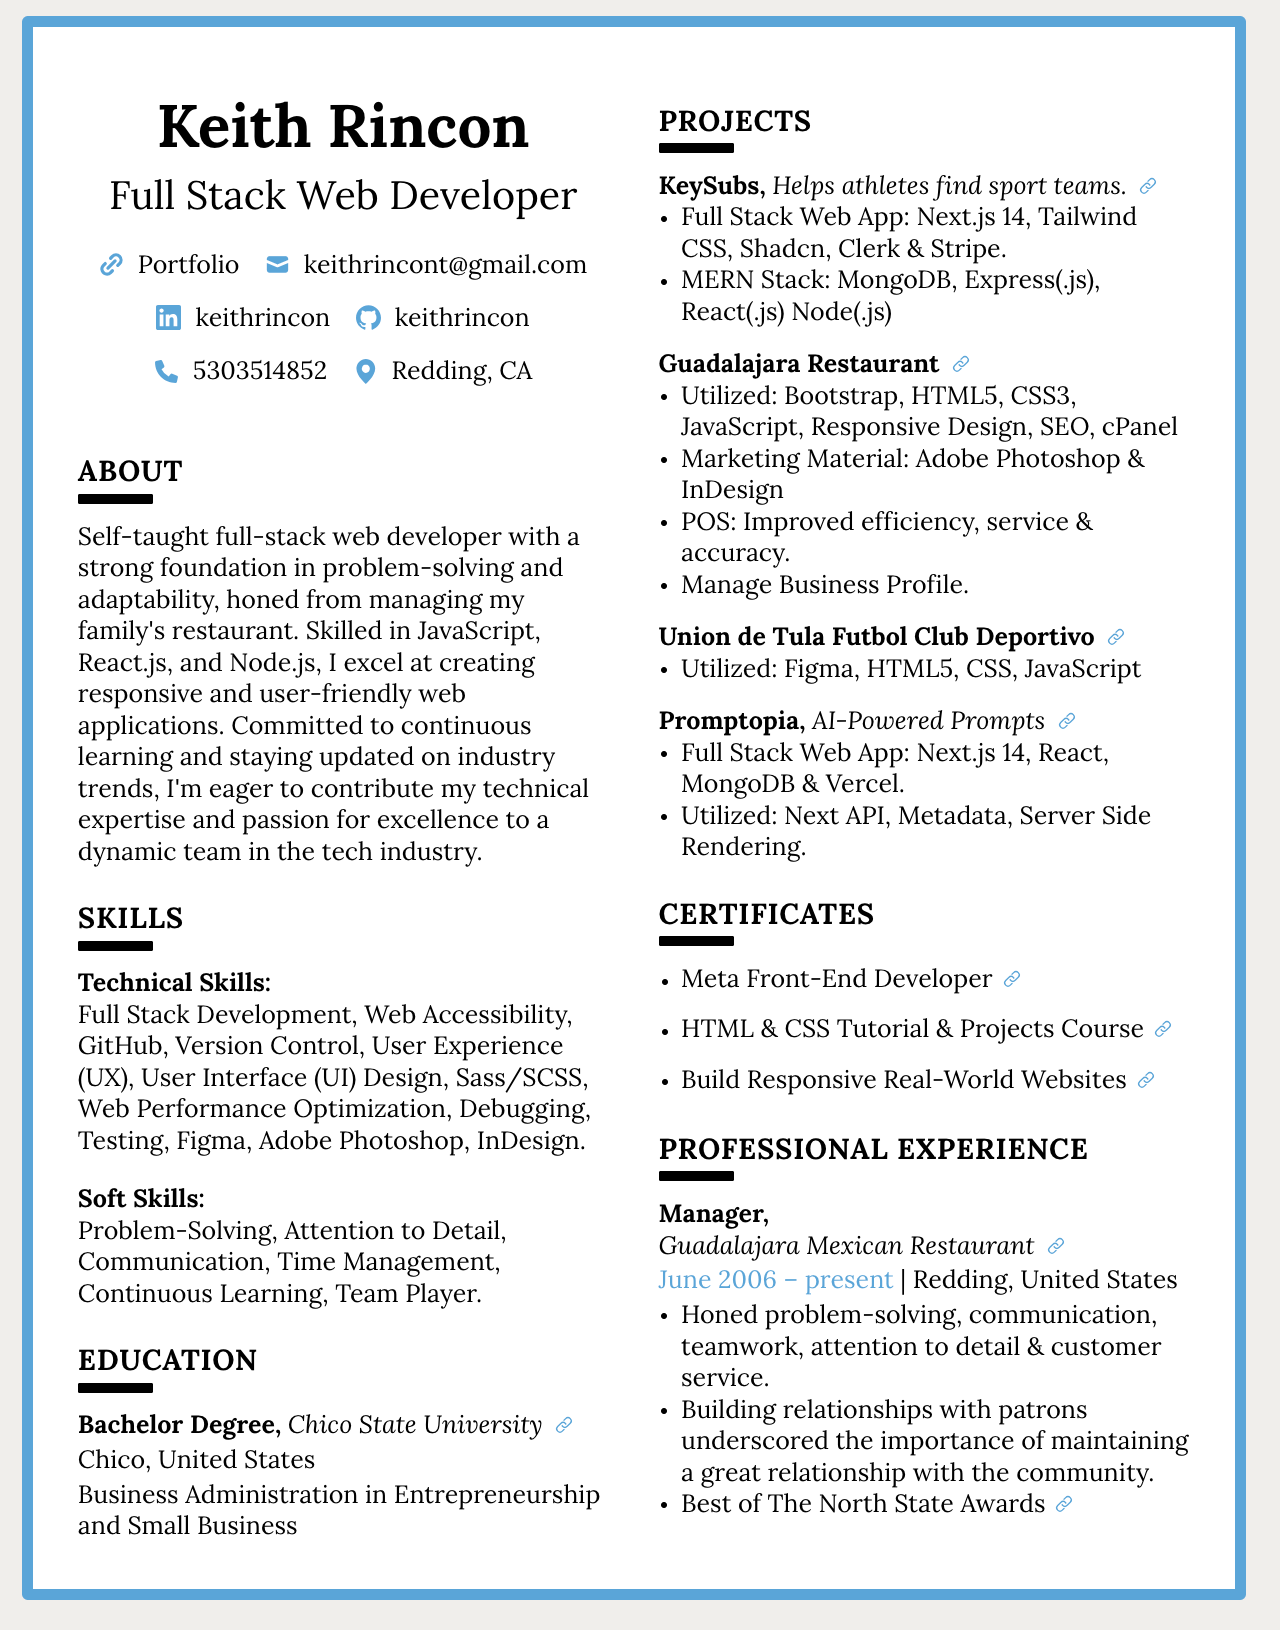 Keith Rincon
Full Stack Web Developer
Portfolio keithrincont@gmail.com
keithrincon keithrincon
5303514852 Redding, CA
ABOUT
Self-taught full-stack web developer with a
strong foundation in problem-solving and
adaptability, honed from managing my
family's restaurant. Skilled in JavaScript,
React.js, and Node.js, I excel at creating
responsive and user-friendly web
applications. Committed to continuous
learning and staying updated on industry
trends, I'm eager to contribute my technical
expertise and passion for excellence to a
dynamic team in the tech industry.
SKILLS
Technical Skills:
Full Stack Development, Web Accessibility,
GitHub, Version Control, User Experience
(UX), User Interface (UI) Design, Sass/SCSS,
Web Performance Optimization, Debugging,
Testing, Figma, Adobe Photoshop, InDesign.
Soft Skills:
Problem-Solving, Attention to Detail,
Communication, Time Management,
Continuous Learning, Team Player.
EDUCATION
Bachelor Degree, Chico State University
Chico, United States
Business Administration in Entrepreneurship
and Small Business
PROJECTS
KeySubs, Helps athletes find sport teams.
• Full Stack Web App: Next.js 14, Tailwind
CSS, Shadcn, Clerk & Stripe.
• MERN Stack: MongoDB, Express(.js),
React(.js) Node(.js)
Guadalajara Restaurant
• Utilized: Bootstrap, HTML5, CSS3,
JavaScript, Responsive Design, SEO, cPanel
• Marketing Material: Adobe Photoshop &
InDesign
• POS: Improved efficiency, service &
accuracy.
• Manage Business Profile.
Union de Tula Futbol Club Deportivo
• Utilized: Figma, HTML5, CSS, JavaScript
Promptopia, AI-Powered Prompts
• Full Stack Web App: Next.js 14, React,
MongoDB & Vercel.
• Utilized: Next API, Metadata, Server Side
Rendering.
CERTIFICATES
• Meta Front-End Developer
• HTML & CSS Tutorial & Projects Course
• Build Responsive Real-World Websites
PROFESSIONAL EXPERIENCE
Manager,
Guadalajara Mexican Restaurant
June 2006 – present | Redding, United States
• Honed problem-solving, communication,
teamwork, attention to detail & customer
service.
• Building relationships with patrons
underscored the importance of maintaining
a great relationship with the community.
• Best of The North State Awards